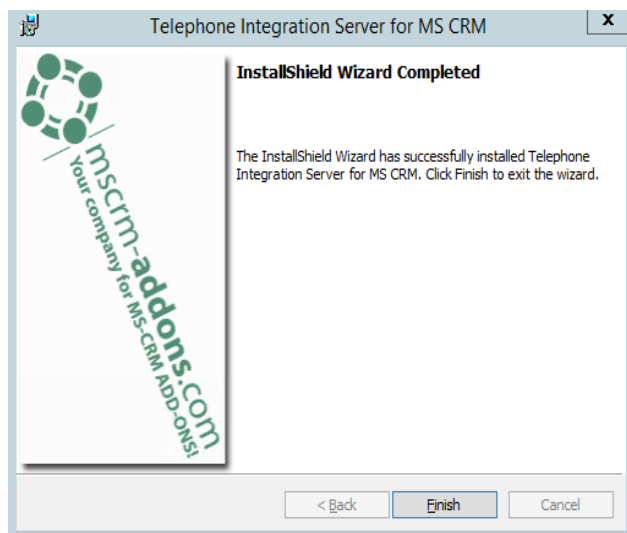 Telephone Integration Server for MS CRM
x
InstallShield Wizard Completed
The InstallShield Wizard has successfully installed Telephone
Integration Server for MS CRM. Click Finish to exit the wizard.
mscrm-addons.com
Your company for MS-CRM ADD-ONS!
< Back
Finish
Cancel